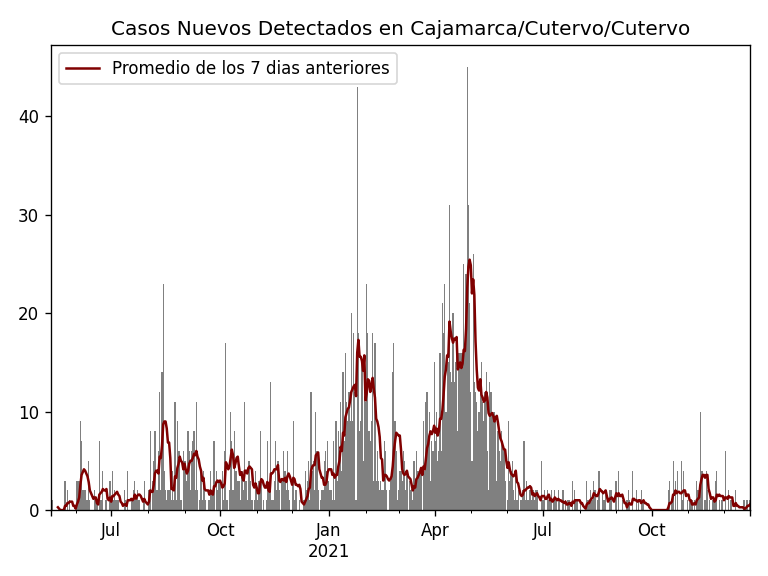 Casos Nuevos Detectados en Cajamarca/Cutervo/Cutervo
Promedio de los 7 dias anteriores
40
30
20
10
0
Jul Oct Jan Apr Jul Oct
2021